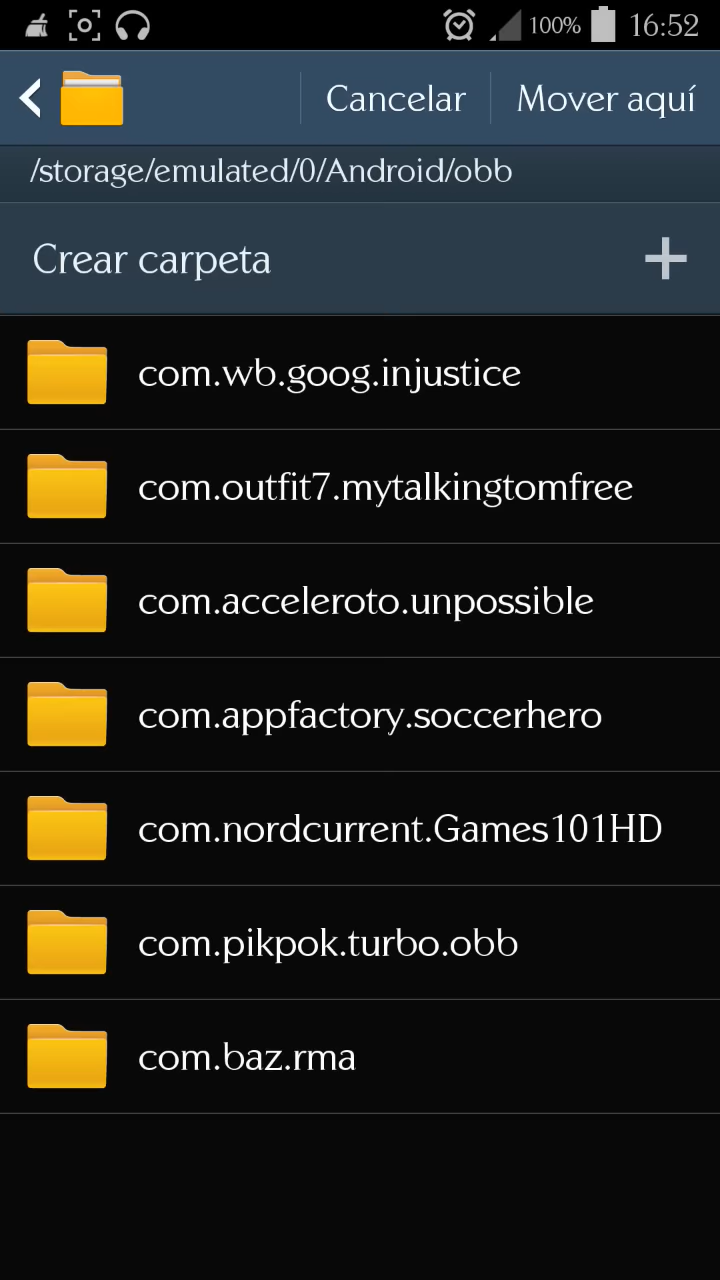 100% 16:52
Cancelar Mover aquí
/storage/emulated/0/Android/obb
Crear carpeta
com.wb.goog.injustice
com.outfit7.mytalkingtomfree
com.acceleroto.unpossible
com.appfactory.soccerhero
com.nordcurrent.Games101HD
com.pikpok.turbo.obb
com.baz.rma